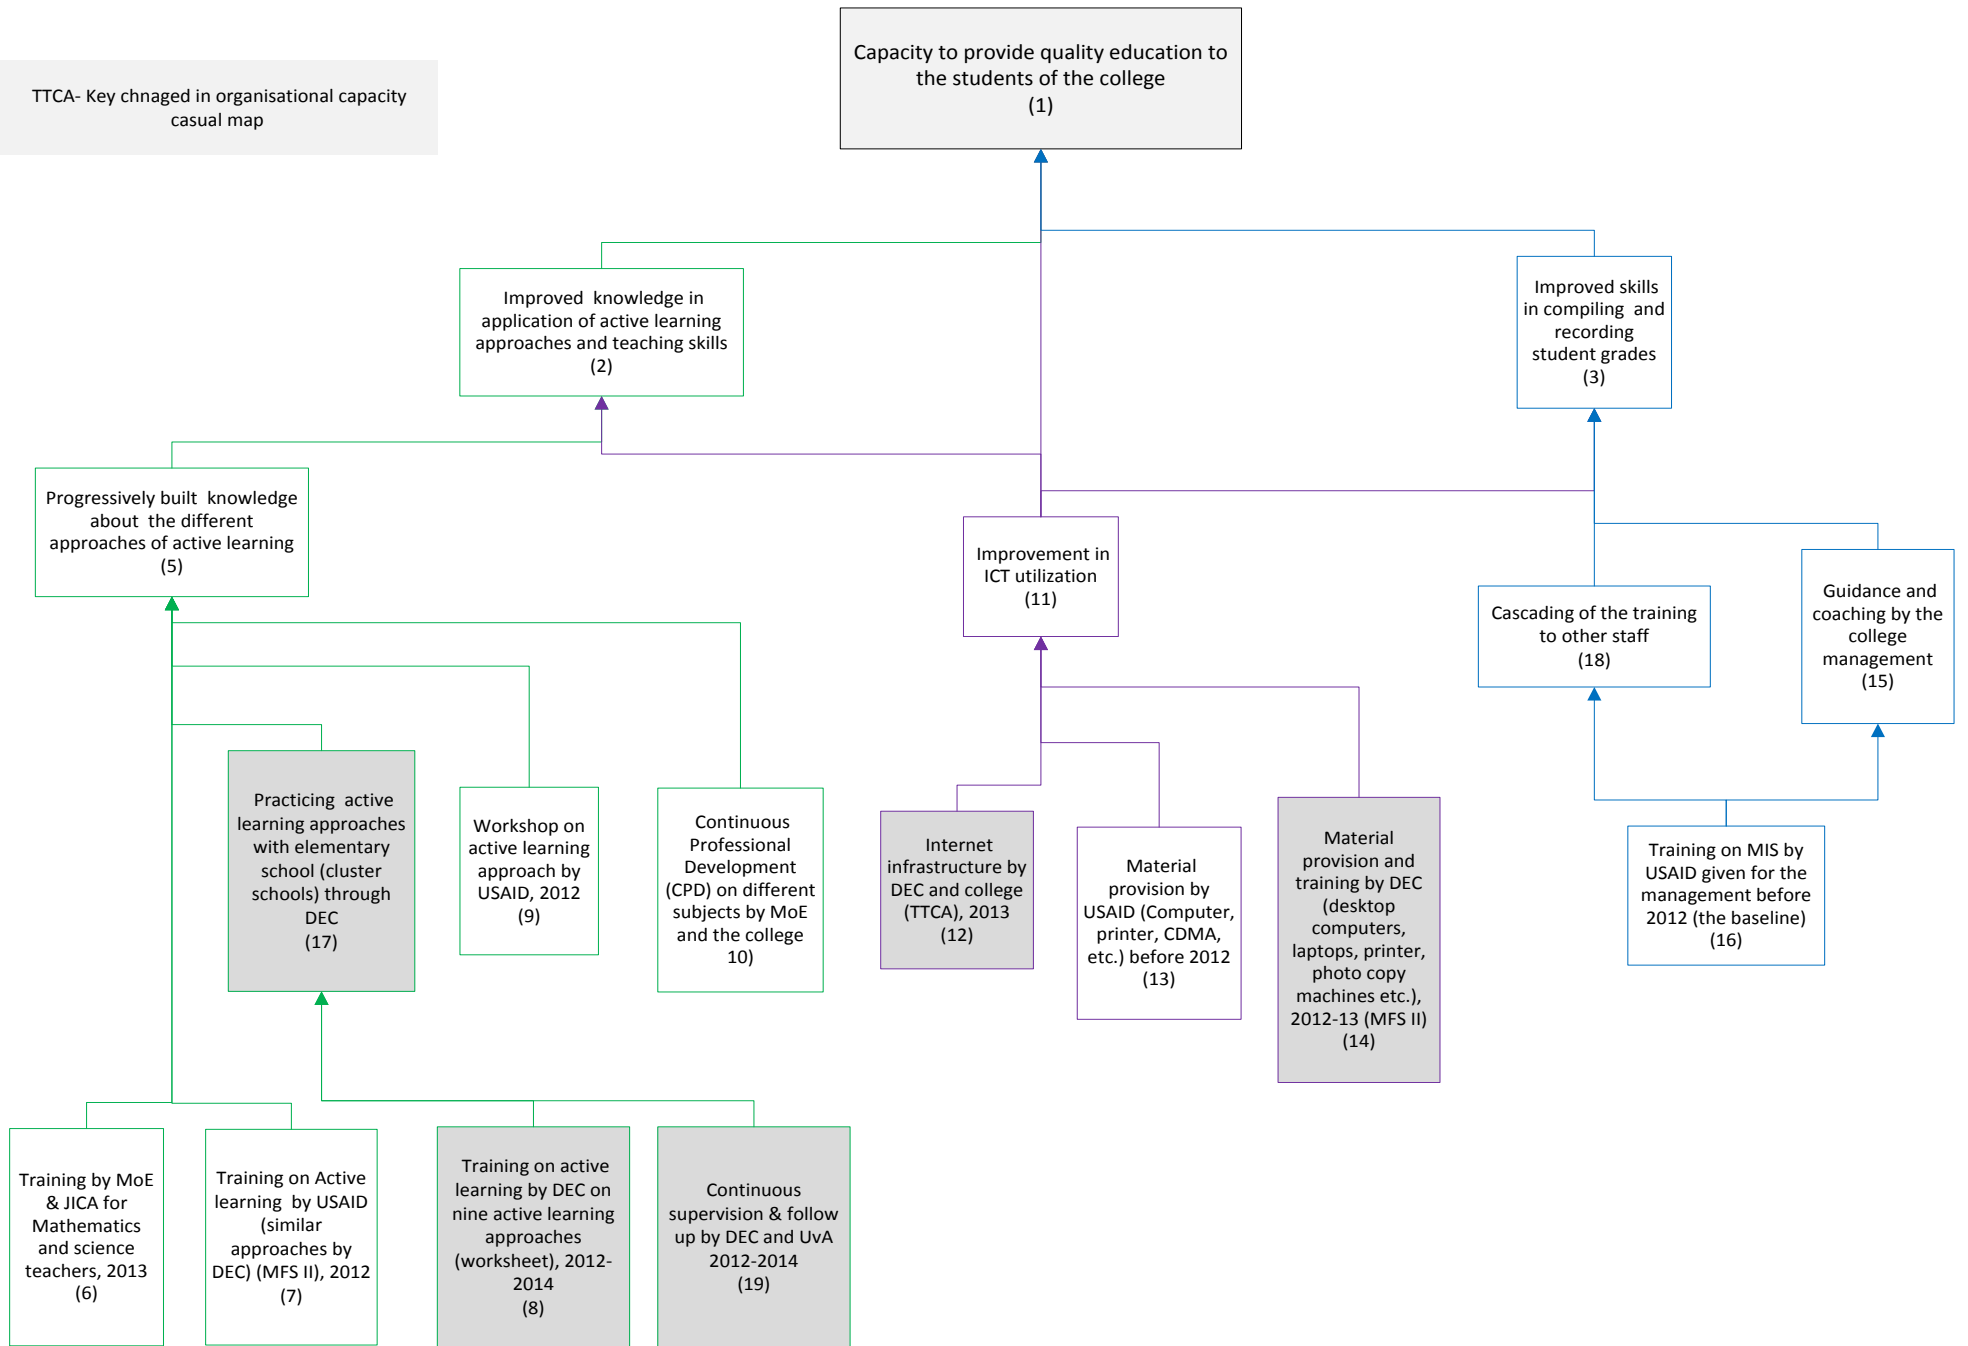 Capacity to provide quality education to
the students of the college
(1)
TTCA- Key chnaged in organisational capacity
casual map
Improved knowledge in
application of active learning
approaches and teaching skills
(2)
Improved skills
in compiling and
recording
student grades
(3)
Progressively built knowledge
about the different
approaches of active learning
(5)
Improvement in
ICT utilization
(11)
Cascading of the training
to other staff
(18)
Guidance and
coaching by the
college
management
(15)
Practicing active
learning approaches
with elementary
school (cluster
schools) through
DEC
(17)
Workshop on
active learning
approach by
USAID, 2012
(9)
Continuous
Professional
Development
(CPD) on different
subjects by MoE
and the college
10)
Internet
infrastructure by
DEC and college
(TTCA), 2013
(12)
Material
provision by
USAID (Computer,
printer, CDMA,
etc.) before 2012
(13)
Material
provision and
training by DEC
(desktop
computers,
laptops, printer,
photo copy
machines etc.),
2012-13 (MFS II)
(14)
Training on MIS by
USAID given for the
management before
2012 (the baseline)
(16)
Training by MoE
& JICA for
Mathematics
and science
teachers, 2013
(6)
Training on Active
learning by USAID
(similar
approaches by
DEC) (MFS II), 2012
(7)
Training on active
learning by DEC on
nine active learning
approaches
(worksheet), 2012-
2014
(8)
Continuous
supervision & follow
up by DEC and UvA
2012-2014
(19)